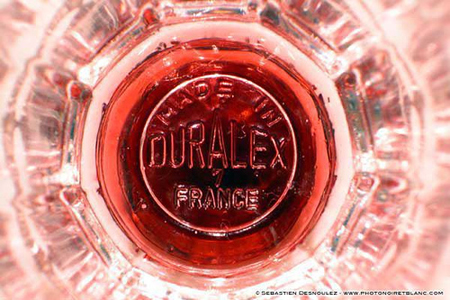 MADE IN
DURALEX
7
FRANCE
© SEBASTIEN DESNOULEZ - WWW.PHOTONOIRETBLANC.COM